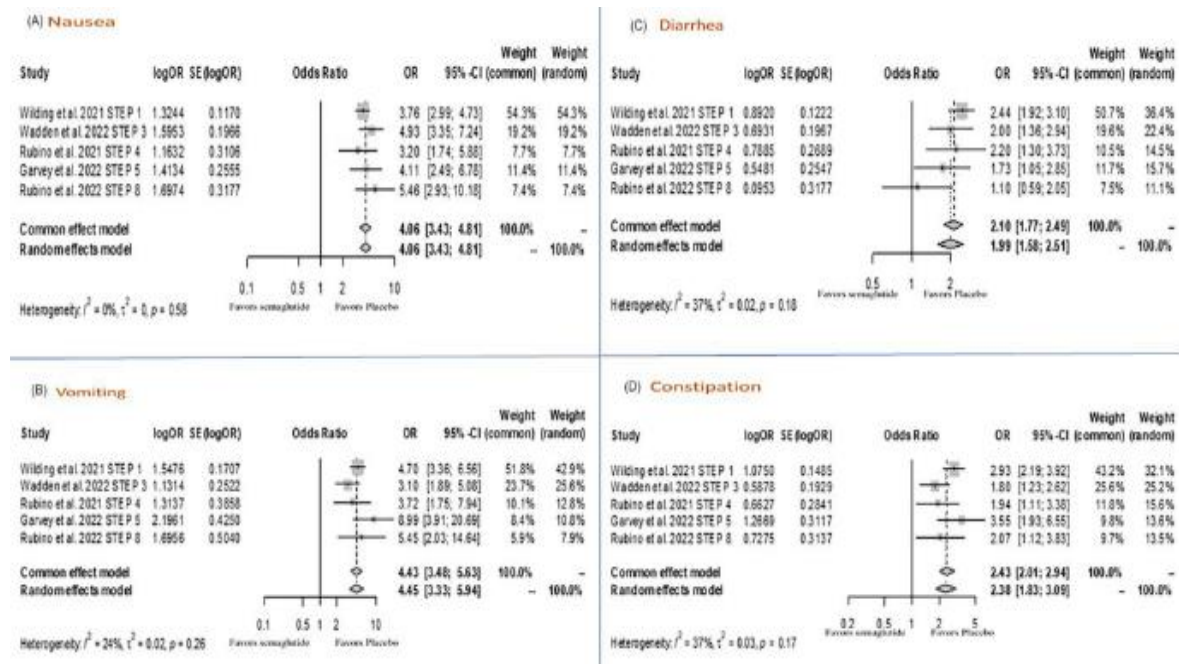 (A) Nausea
Weight Weight
Study logOR SE(logOR) Odds Ratio OR 95%-CI (common) (random)
Wilding et al. 2021 STEP 1 1.3244 0.1170 3.76 [2.99; 4.73] 54.3% 54.3%
Wadden et al. 2022 STEP 3 1.5953 0.1966 4.93 [3.35; 7.24] 19.2% 19.2%
Rubino et al. 2021 STEP 4 1.1632 0.3106 3.20 [1.74; 5.88] 7.7% 7.7%
Garvey et al. 2022 STEP 5 1.4134 0.2555 4.11 [2.49; 6.78] 11.4% 11.4%
Rubino et al. 2022 STEP 8 1.6974 0.3177 5.46 [2.93; 10.18] 7.4% 7.4%
Common effect model 4.06 [3.43; 4.81] 100.0% --
Random effects model 4.06 [3.43; 4.81] -- 100.0%
0.1 0.5 1 2 10
Heterogeneity: I² = 0%, τ² = 0, p = 0.58 Favors semaglutide Favors Placebo
(C) Diarrhea
Weight Weight
Study logOR SE(logOR) Odds Ratio OR 95%-CI (common) (random)
Wilding et al. 2021 STEP 1 0.8920 0.1222 2.44 [1.92; 3.10] 50.7% 36.4%
Wadden et al. 2022 STEP 3 0.6931 0.1967 2.00 [1.36; 2.94] 19.6% 22.4%
Rubino et al. 2021 STEP 4 0.7885 0.2689 2.20 [1.30; 3.73] 10.5% 14.5%
Garvey et al. 2022 STEP 5 0.5481 0.2547 1.73 [1.05; 2.85] 11.7% 15.7%
Rubino et al. 2022 STEP 8 0.0953 0.3177 1.10 [0.59; 2.05] 7.5% 11.1%
Common effect model 2.10 [1.77; 2.49] 100.0% --
Random effects model 1.99 [1.58; 2.51] -- 100.0%
0.5 1 2
Favors semaglutide Favors Placebo
Heterogeneity: I² = 37%, τ² = 0.02, p = 0.18
(B) Vomiting
Weight Weight
Study logOR SE(logOR) Odds Ratio OR 95%-CI (common) (random)
Wilding et al. 2021 STEP 1 1.5476 0.1707 4.70 [3.36; 6.56] 51.8% 42.9%
Wadden et al. 2022 STEP 3 1.1314 0.2522 3.10 [1.89; 5.08] 23.7% 25.6%
Rubino et al. 2021 STEP 4 1.3137 0.3858 3.72 [1.75; 7.94] 10.1% 12.8%
Garvey et al. 2022 STEP 5 2.1961 0.4250 8.99 [3.91; 20.69] 8.4% 10.8%
Rubino et al. 2022 STEP 8 1.6956 0.5040 5.45 [2.03; 14.64] 5.9% 7.9%
Common effect model 4.43 [3.48; 5.63] 100.0% --
Random effects model 4.45 [3.33; 5.94] -- 100.0%
0.1 0.5 1 2 10
Heterogeneity: I² = 24%, τ² = 0.02, p = 0.26 Favors semaglutide Favors Placebo
(D) Constipation
Weight Weight
Study logOR SE(logOR) Odds Ratio OR 95%-CI (common) (random)
Wilding et al. 2021 STEP 1 1.0750 0.1485 2.93 [2.19; 3.92] 43.2% 32.1%
Wadden et al. 2022 STEP 3 0.5878 0.1929 1.80 [1.23; 2.62] 25.6% 25.2%
Rubino et al. 2021 STEP 4 0.6627 0.2841 1.94 [1.11; 3.38] 11.8% 15.6%
Garvey et al. 2022 STEP 5 1.2669 0.3117 3.55 [1.93; 6.55] 9.8% 13.6%
Rubino et al. 2022 STEP 8 0.7275 0.3137 2.07 [1.12; 3.83] 9.7% 13.5%
Common effect model 2.43 [2.01; 2.94] 100.0% --
Random effects model 2.38 [1.83; 3.09] -- 100.0%
0.2 0.5 1 2 5
Favors semaglutide Favors Placebo
Heterogeneity: I² = 37%, τ² = 0.03, p = 0.17